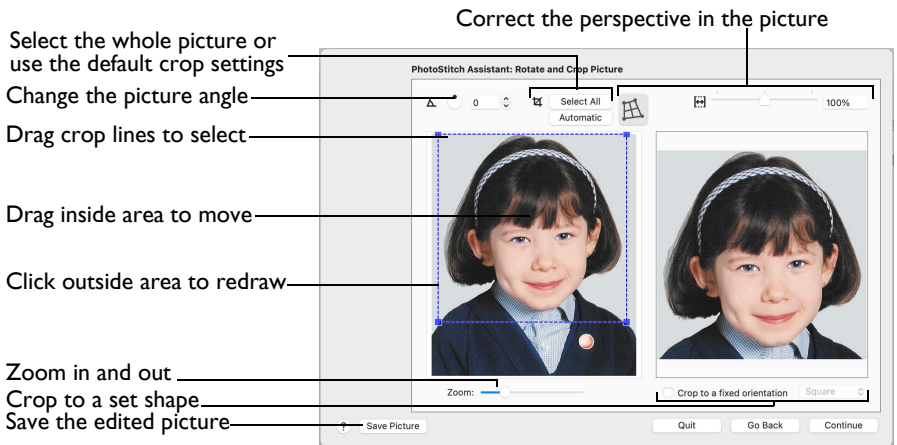 Correct the perspective in the picture
Select the whole picture or
use the default crop settings
Change the picture angle
Drag crop lines to select
Drag inside area to move
Click outside area to redraw
Zoom in and out
Crop to a set shape
Save the edited picture
PhotoStitch Assistant: Rotate and Crop Picture
0
Select All
Automatic
100%
Zoom:
Crop to a fixed orientation
Square
?
Save Picture
Quit
Go Back
Continue